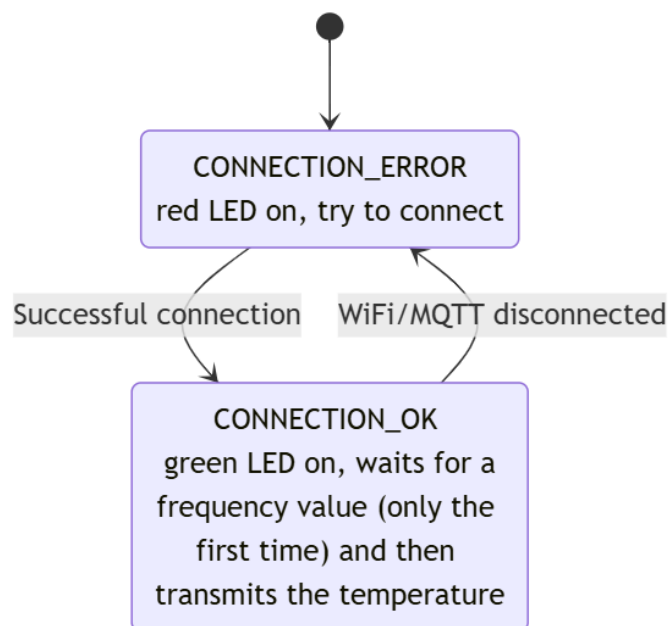 CONNECTION_ERROR
red LED on, try to connect
Successful connection
WiFi/MQTT disconnected
CONNECTION_OK
green LED on, waits for a
frequency value (only the
first time) and then
transmits the temperature